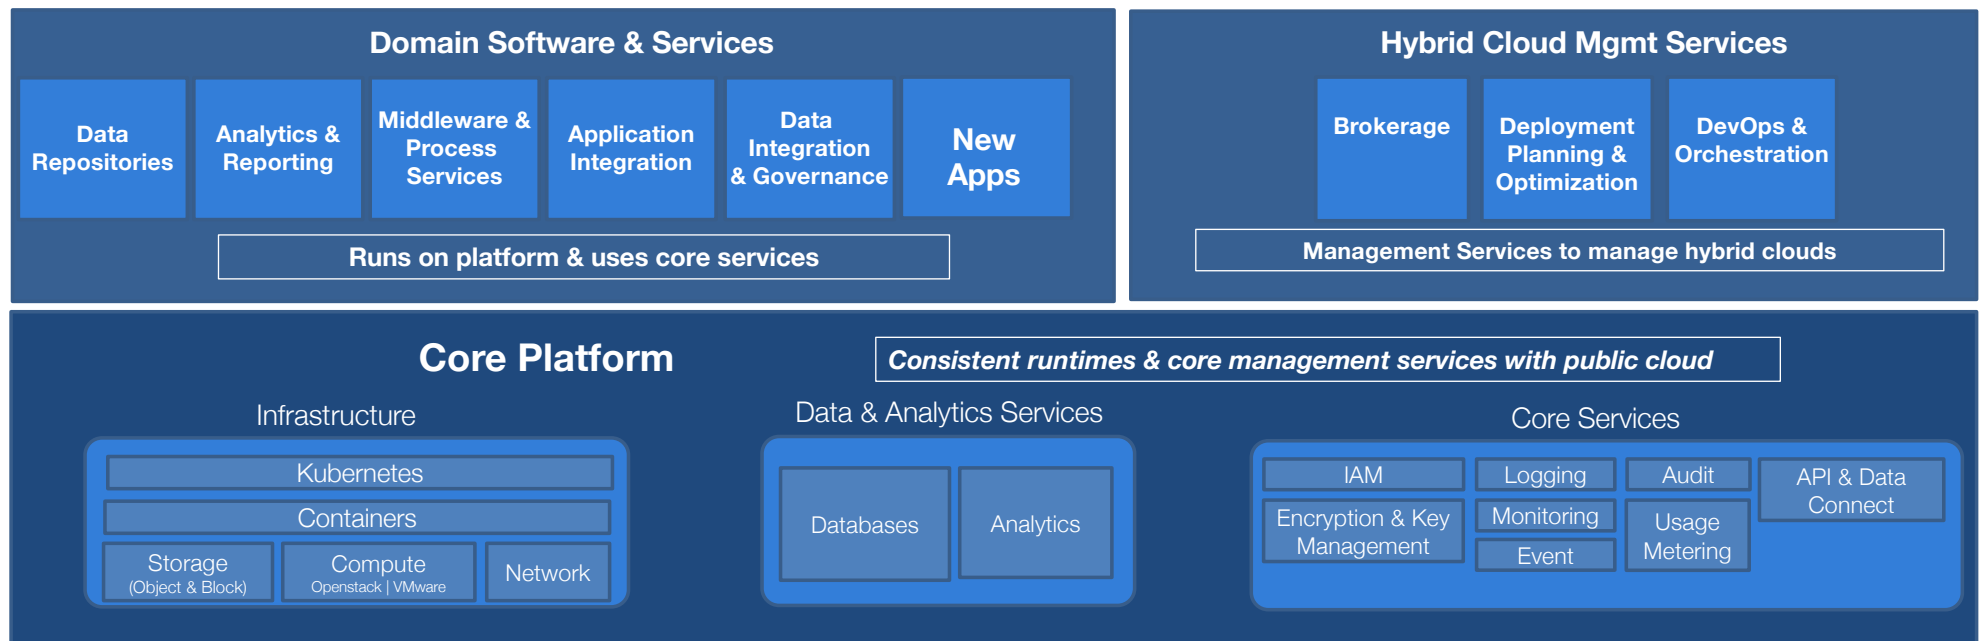 Domain Software & Services
Data
Repositories
Analytics &
Reporting
Middleware &
Process
Services
Application
Integration
Data
Integration
& Governance
New
Apps
Runs on platform & uses core services
Hybrid Cloud Mgmt Services
Brokerage
Deployment
Planning &
Optimization
DevOps &
Orchestration
Management Services to manage hybrid clouds
Core Platform
Consistent runtimes & core management services with public cloud
Infrastructure
Kubernetes
Containers
Storage
(Object & Block)
Compute
Openstack | VMware
Network
Data & Analytics Services
Databases
Analytics
Core Services
IAM
Encryption & Key
Management
Logging
Monitoring
Event
Audit
Usage
Metering
API & Data
Connect